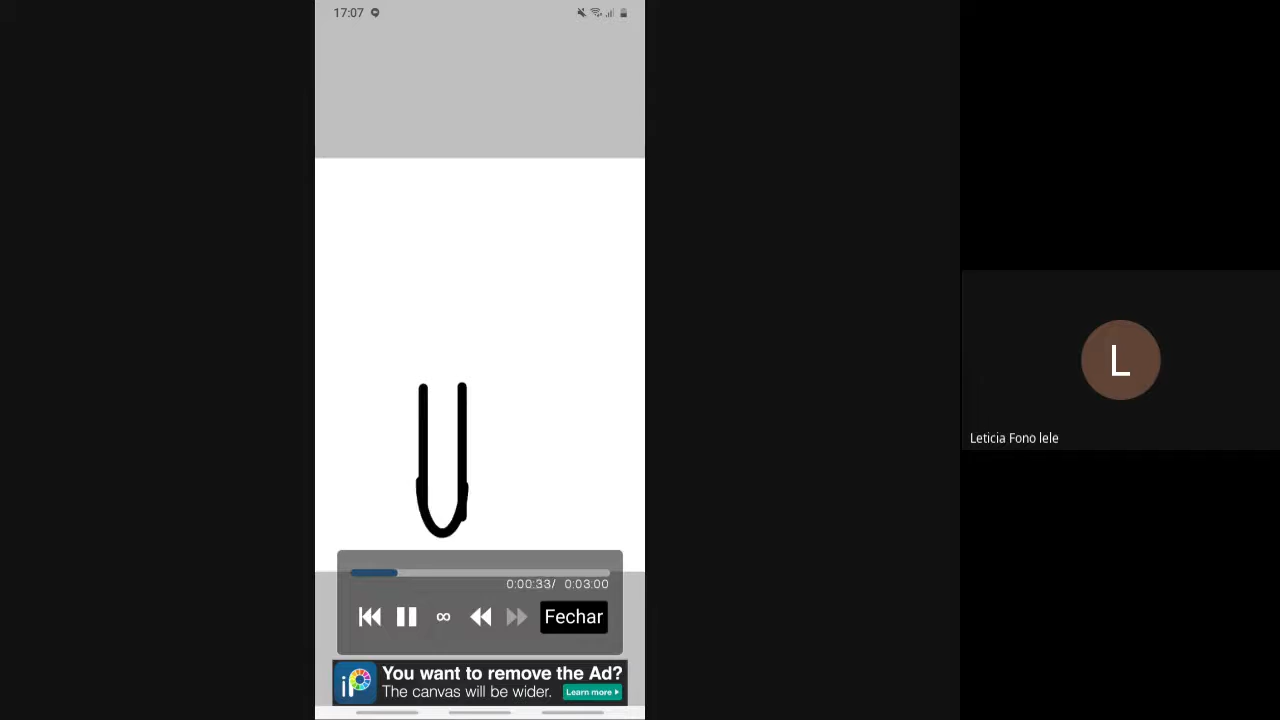 17:07
U
0:00:33/ 0:03:00
∞
Fechar
iP
You want to remove the Ad?
The canvas will be wider.
Learn more
L
Leticia Fono lele